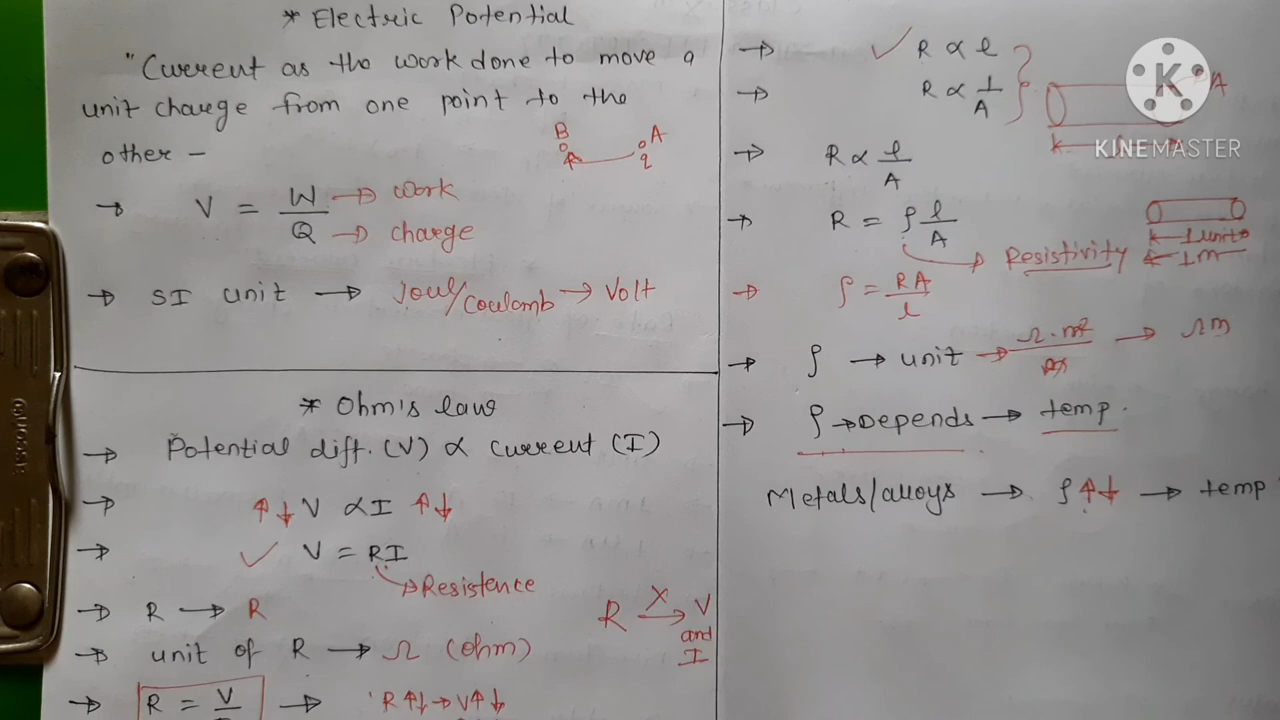 * Electric Potential
"Current as the work done to move a
unit charge from one point to the
other –
B A
q
→ V = W/Q → work → charge
→ SI unit → Joul/Coulomb → Volt
* Ohm's law
→ Potential diff. (V) ∝ current (I)
→ ↑↓ V ∝ I ↑↓
→ ✓ V = RI
→ Resistence
→ R → R
R X→ V and I
→ unit of R → Ω (ohm)
→ R = V/ → R↑↓ → V↑↓
→ ✓ R ∝ l
→ R ∝ 1/A
A
→ R ∝ l/A
→ R = ρ l/A
→ Resistivity
1 unit
1m
→ ρ = RA/l
→ ρ → unit → Ω·m²/m → Ωm
→ ρ → Depends → temp.
Metals/alloys → ρ ↑↓ → temp
K
KINEMASTER